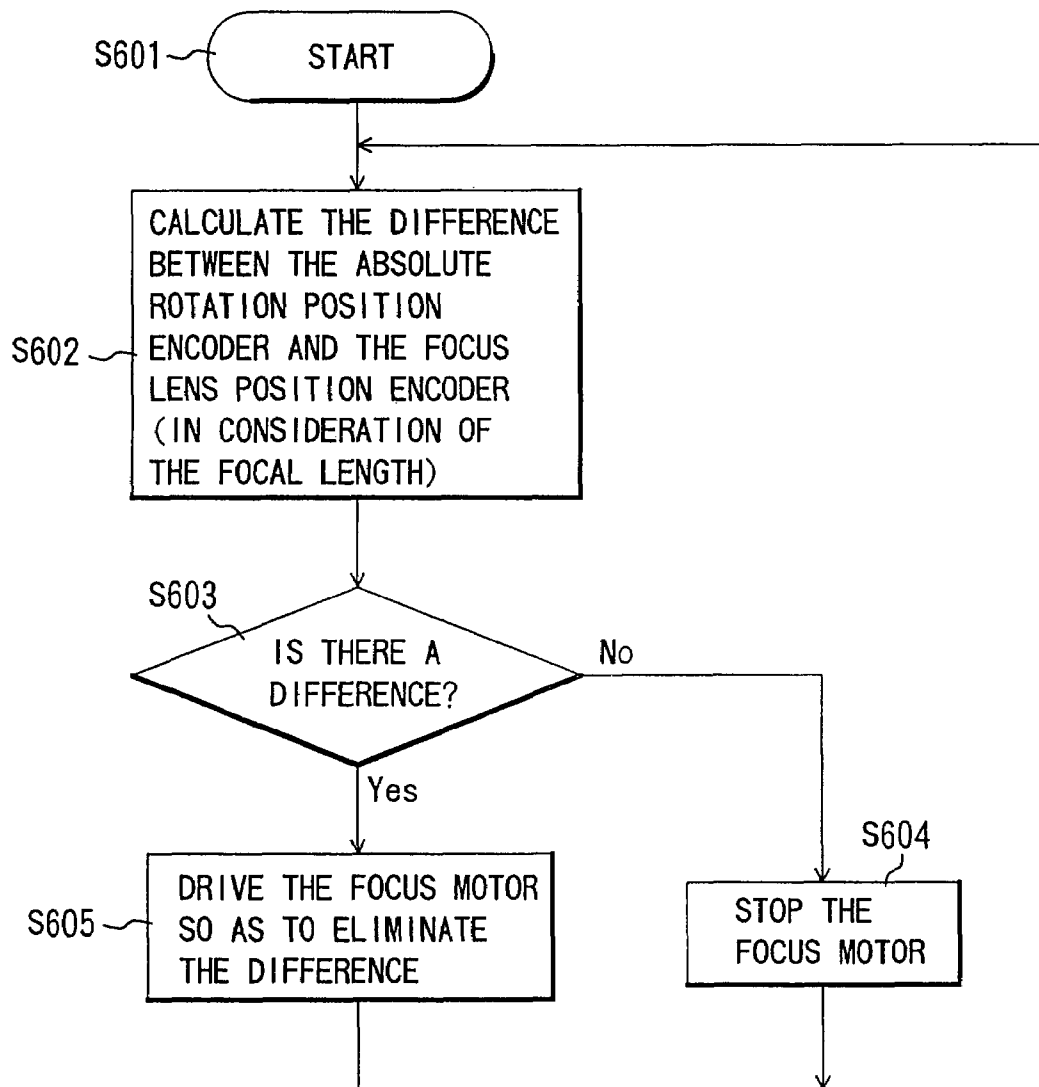 S601
START
S602
CALCULATE THE DIFFERENCE
BETWEEN THE ABSOLUTE
ROTATION POSITION
ENCODER AND THE FOCUS
LENS POSITION ENCODER
(IN CONSIDERATION OF
THE FOCAL LENGTH)
S603
IS THERE A
DIFFERENCE?
No
Yes
S604
STOP THE
FOCUS MOTOR
S605
DRIVE THE FOCUS MOTOR
SO AS TO ELIMINATE
THE DIFFERENCE